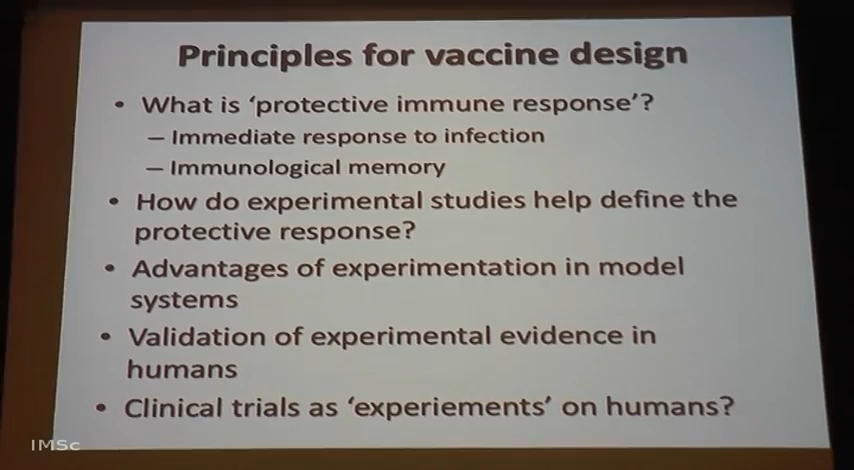 Principles for vaccine design
• What is ‘protective immune response’?
– Immediate response to infection
– Immunological memory
• How do experimental studies help define the
protective response?
• Advantages of experimentation in model
systems
• Validation of experimental evidence in
humans
• Clinical trials as ‘experiements’ on humans?
IMSc